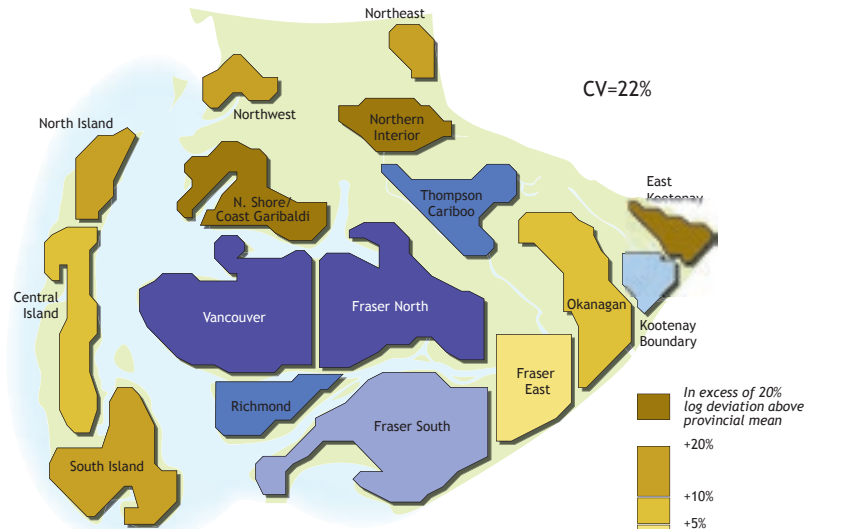 Northeast
CV=22%
Northwest
North Island
Northern
Interior
N. Shore/
Coast Garibaldi
Thompson
Cariboo
East
Kootenay
Central
Island
Vancouver
Fraser North
Okanagan
Kootenay
Boundary
Fraser
East
Richmond
Fraser South
South Island
In excess of 20%
log deviation above
provincial mean
+20%
+10%
+5%